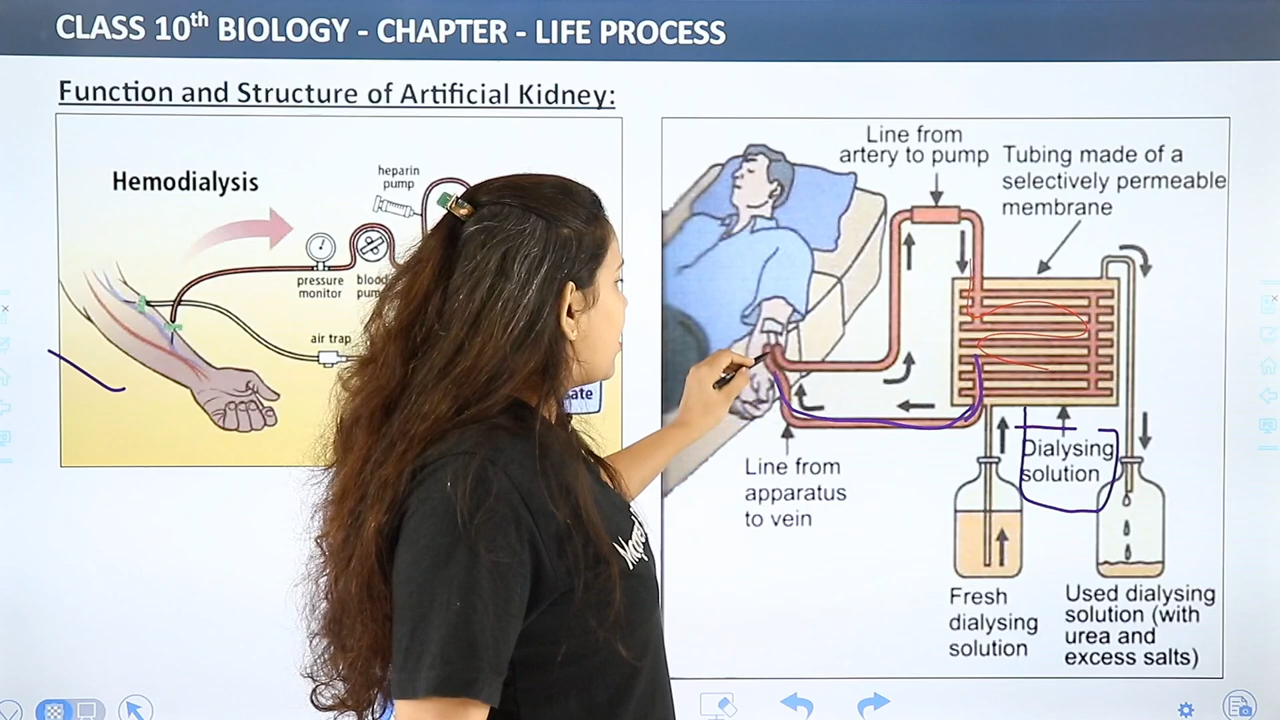 CLASS 10th BIOLOGY - CHAPTER - LIFE PROCESS
Function and Structure of Artificial Kidney:
Hemodialysis
heparin
pump
pressure
monitor
air trap
Line from
artery to pump
Tubing made of a
selectively permeable
membrane
Dialysing
solution
Line from
apparatus
to vein
Fresh
dialysing
solution
Used dialysing
solution (with
urea and
excess salts)